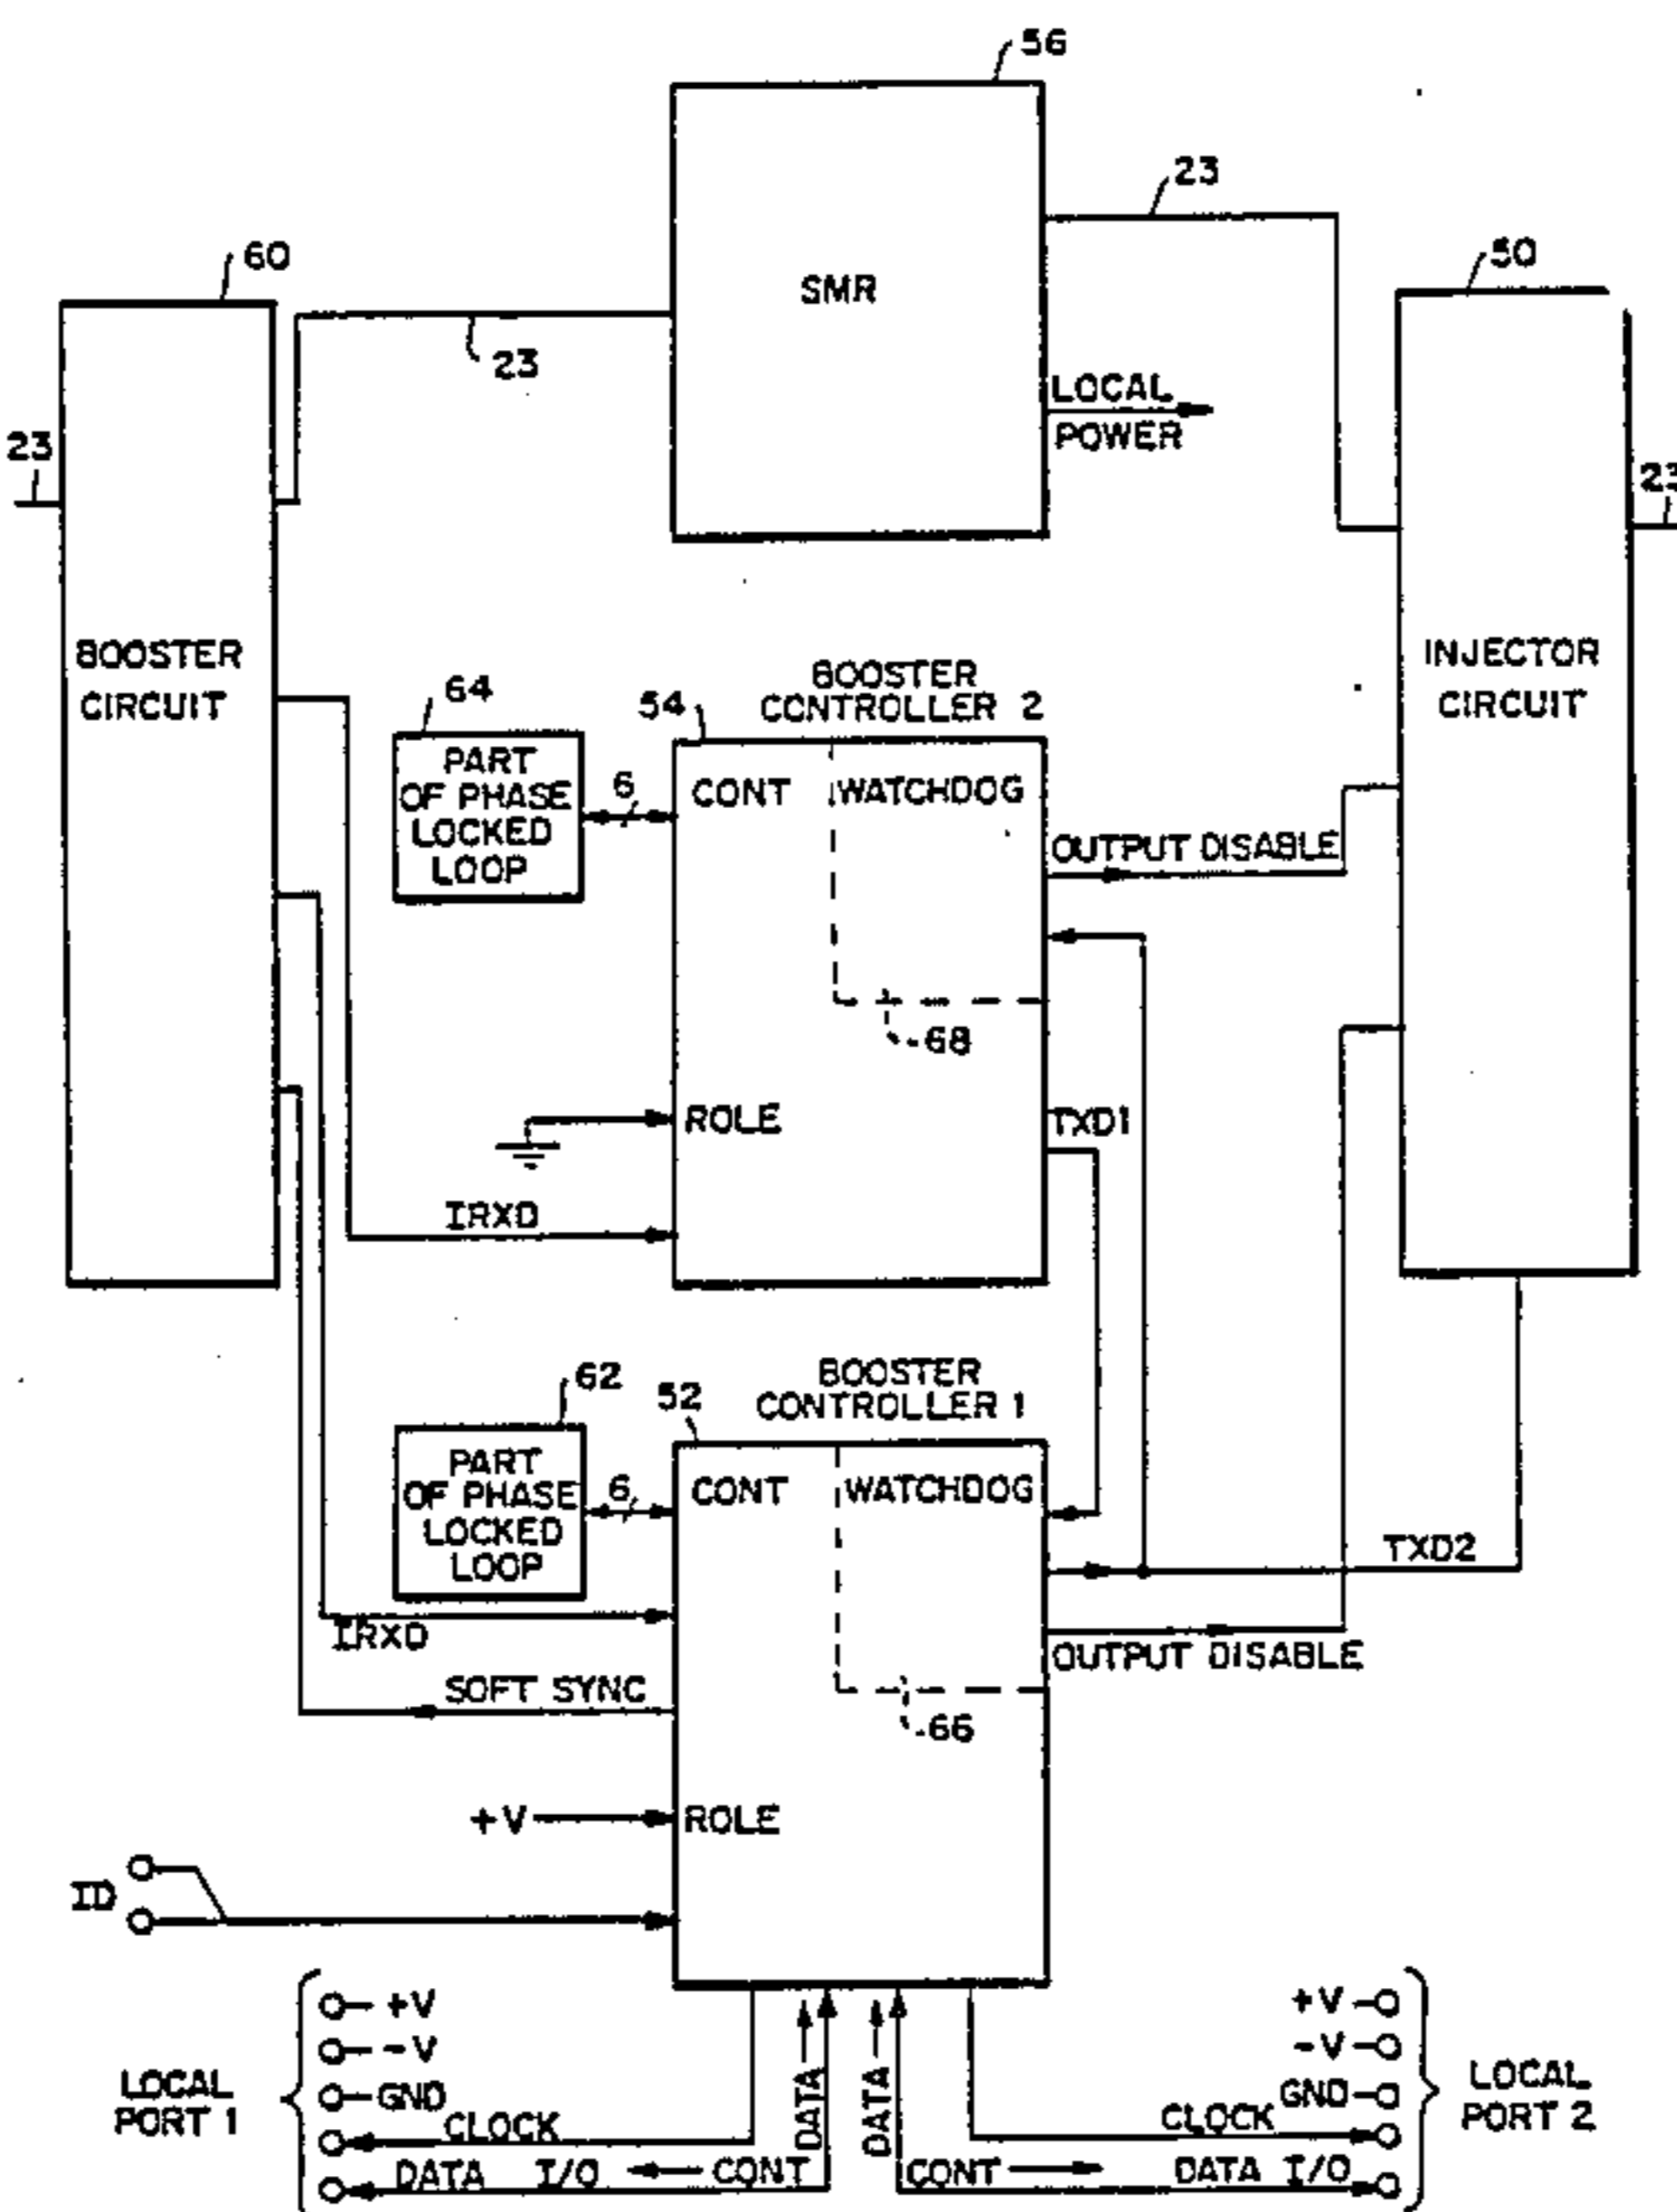 56
23
60
50
SMR
23
LOCAL
POWER
23
23
BOOSTER
CIRCUIT
INJECTOR
CIRCUIT
BOOSTER
CONTROLLER 2
64
54
PART
OF PHASE
LOCKED
LOOP
6
CONT
WATCHDOG
OUTPUT DISABLE
68
ROLE
TXD1
IRXD
BOOSTER
CONTROLLER 1
62
52
PART
OF PHASE
LOCKED
LOOP
6
CONT
WATCHDOG
TXD2
IRXD
OUTPUT DISABLE
SOFT SYNC
66
+V
ROLE
ID
LOCAL
PORT 1
+V
-V
GND
CLOCK
DATA I/O
CONT
DATA
DATA
CONT
+V
-V
GND
CLOCK
DATA I/O
LOCAL
PORT 2